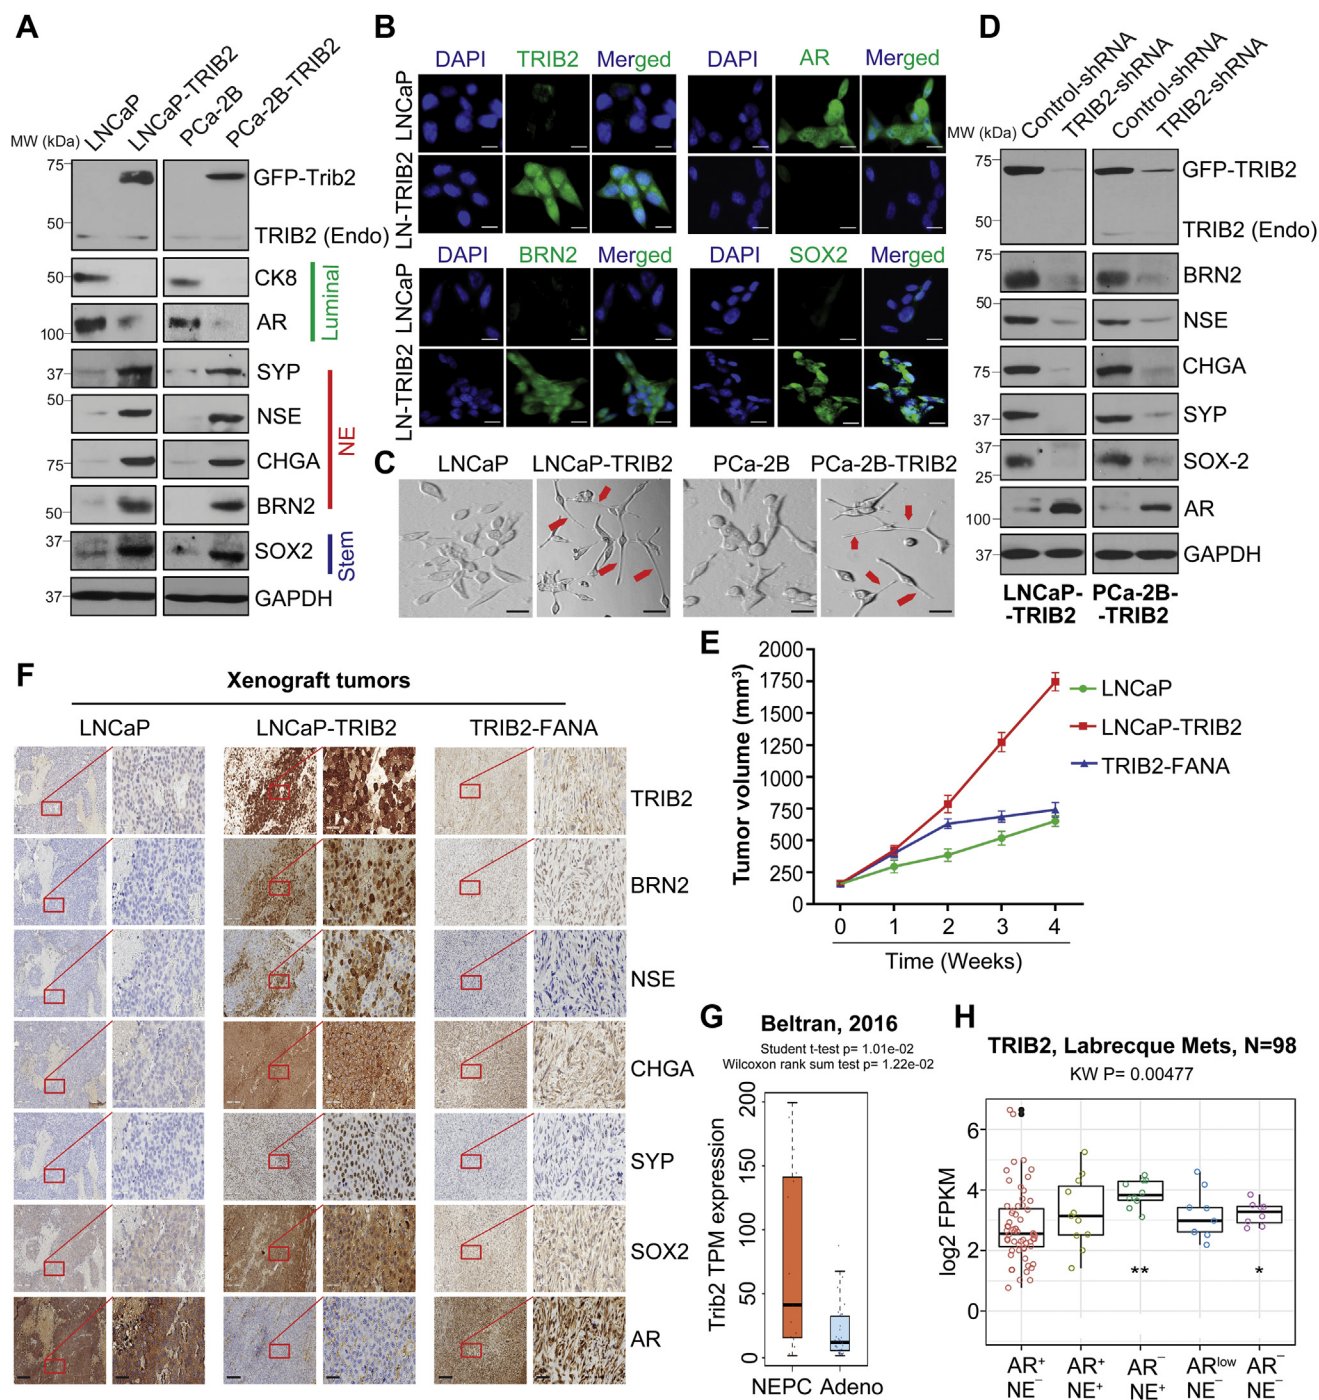 A
LNCaP
LNCaP-TRIB2
PCa-2B
PCa-2B-TRIB2
MW (kDa)
75
GFP-Trib2
50
TRIB2 (Endo)
50
CK8
AR
100
Luminal
37
SYP
50
NSE
75
CHGA
50
BRN2
NE
37
SOX2
Stem
37
GAPDH
B
DAPI TRIB2 Merged
DAPI AR Merged
LNCaP
LN-TRIB2
DAPI BRN2 Merged
DAPI SOX2 Merged
LNCaP
LN-TRIB2
C
LNCaP LNCaP-TRIB2 PCa-2B PCa-2B-TRIB2
D
Control-shRNA
TRIB2-shRNA
Control-shRNA
TRIB2-shRNA
MW (kDa)
75
GFP-TRIB2
50
TRIB2 (Endo)
BRN2
50
NSE
75
CHGA
37
SYP
37
SOX-2
25
AR
100
37
GAPDH
LNCaP-
-TRIB2
PCa-2B-
-TRIB2
E
Tumor volume (mm³)
2000
1750
1500
1250
1000
750
500
250
0
0 1 2 3 4
Time (Weeks)
LNCaP
LNCaP-TRIB2
TRIB2-FANA
F
Xenograft tumors
LNCaP LNCaP-TRIB2 TRIB2-FANA
TRIB2
BRN2
NSE
CHGA
SYP
SOX2
AR
G
Beltran, 2016
Student t-test p= 1.01e-02
Wilcoxon rank sum test p= 1.22e-02
Trib2 TPM expression
200
150
100
50
0
NEPC Adeno
H
TRIB2, Labrecque Mets, N=98
KW P= 0.00477
log2 FPKM
6
4
2
0
** *
AR⁺ AR⁺ AR⁻ ARˡᵒʷ AR⁻
NE⁻ NE⁺ NE⁺ NE⁻ NE⁻